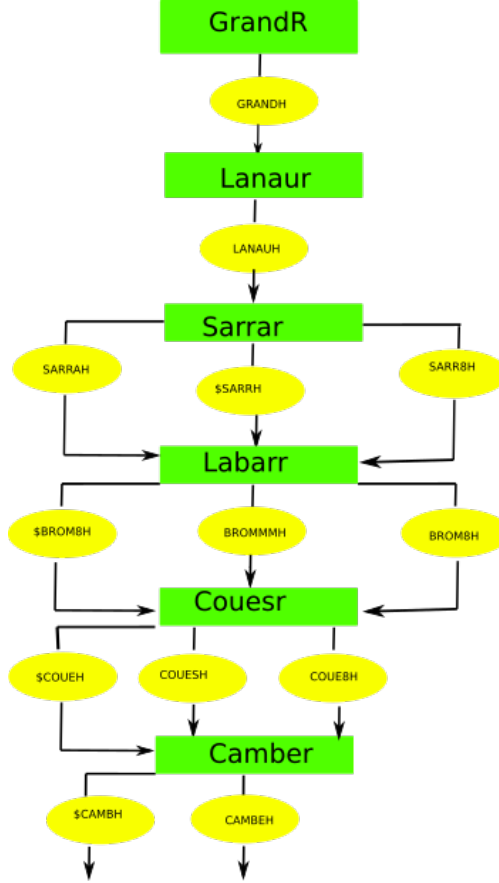 GrandR
GRANDH
Lanaur
LANAUH
Sarrar
SARRAH
$SARRH
SARR8H
Labarr
$BROM8H
BROMMMH
BROM8H
Couesr
$COUEH
COUESH
COUE8H
Camber
$CAMBH
CAMBEH